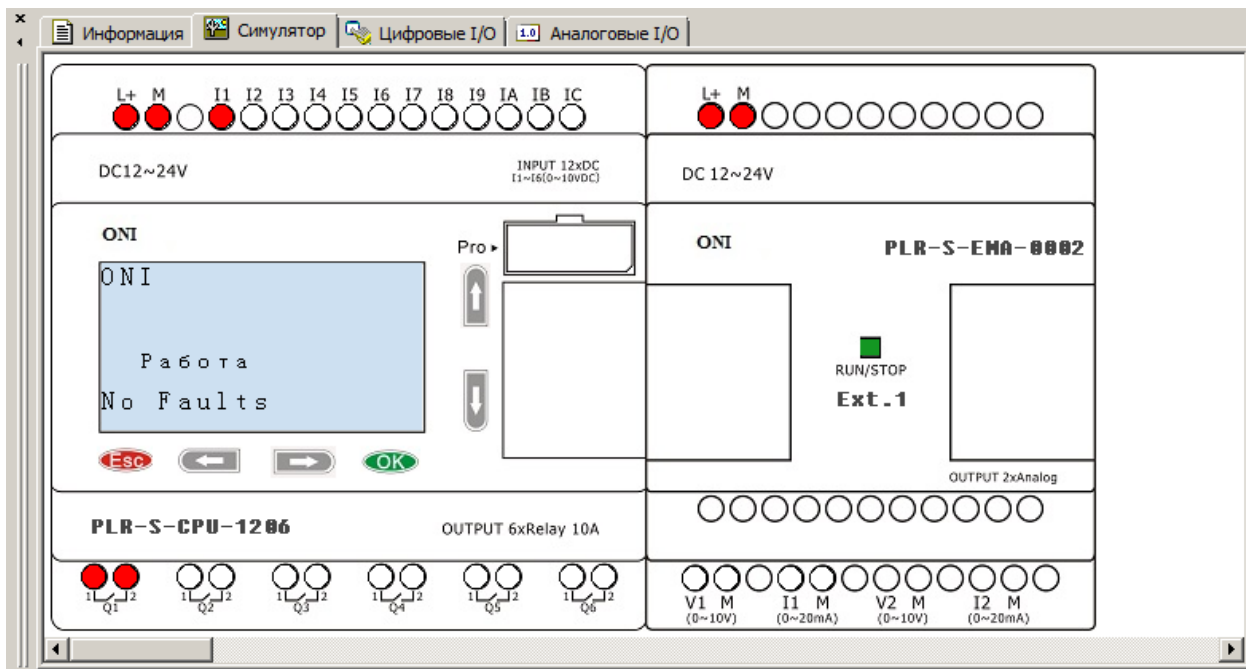 Информация Симулятор Цифровые I/O 1.0 Аналоговые I/O
L+ M I1 I2 I3 I4 I5 I6 I7 I8 I9 IA IB IC
L+ M
DC12~24V
INPUT 12xDC
I1~I6(0~10VDC)
DC 12~24V
ONI
Pro
ONI
PLR-S-EMA-0002
ONI
Работа
No Faults
RUN/STOP
Ext.1
Esc
OK
OUTPUT 2xAnalog
PLR-S-CPU-1206
OUTPUT 6xRelay 10A
1 2 1 2 1 2 1 2 1 2 1 2
Q1 Q2 Q3 Q4 Q5 Q6
V1 M I1 M V2 M I2 M
(0~10V) (0~20mA) (0~10V) (0~20mA)